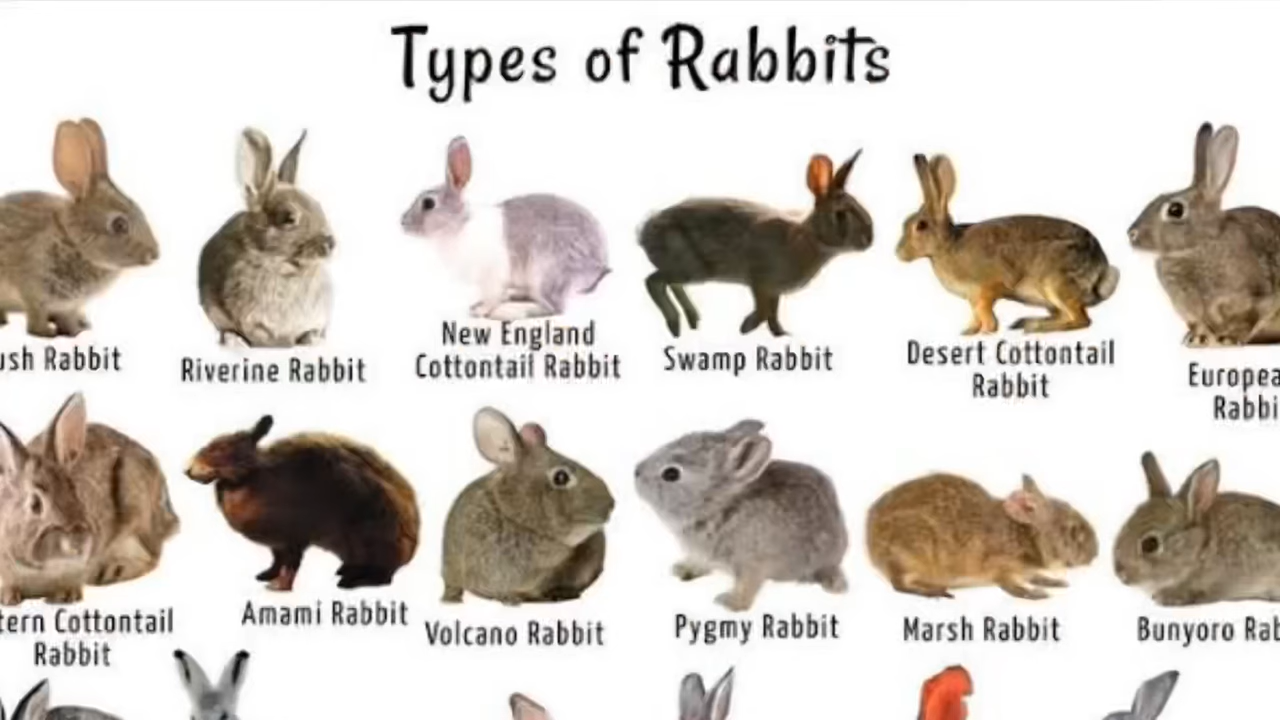 Types of Rabbits
ush Rabbit
Riverine Rabbit
New England
Cottontail Rabbit
Swamp Rabbit
Desert Cottontail
Rabbit
Europea
Rabbi
tern Cottontail
Rabbit
Amami Rabbit
Volcano Rabbit
Pygmy Rabbit
Marsh Rabbit
Bunyoro Rab